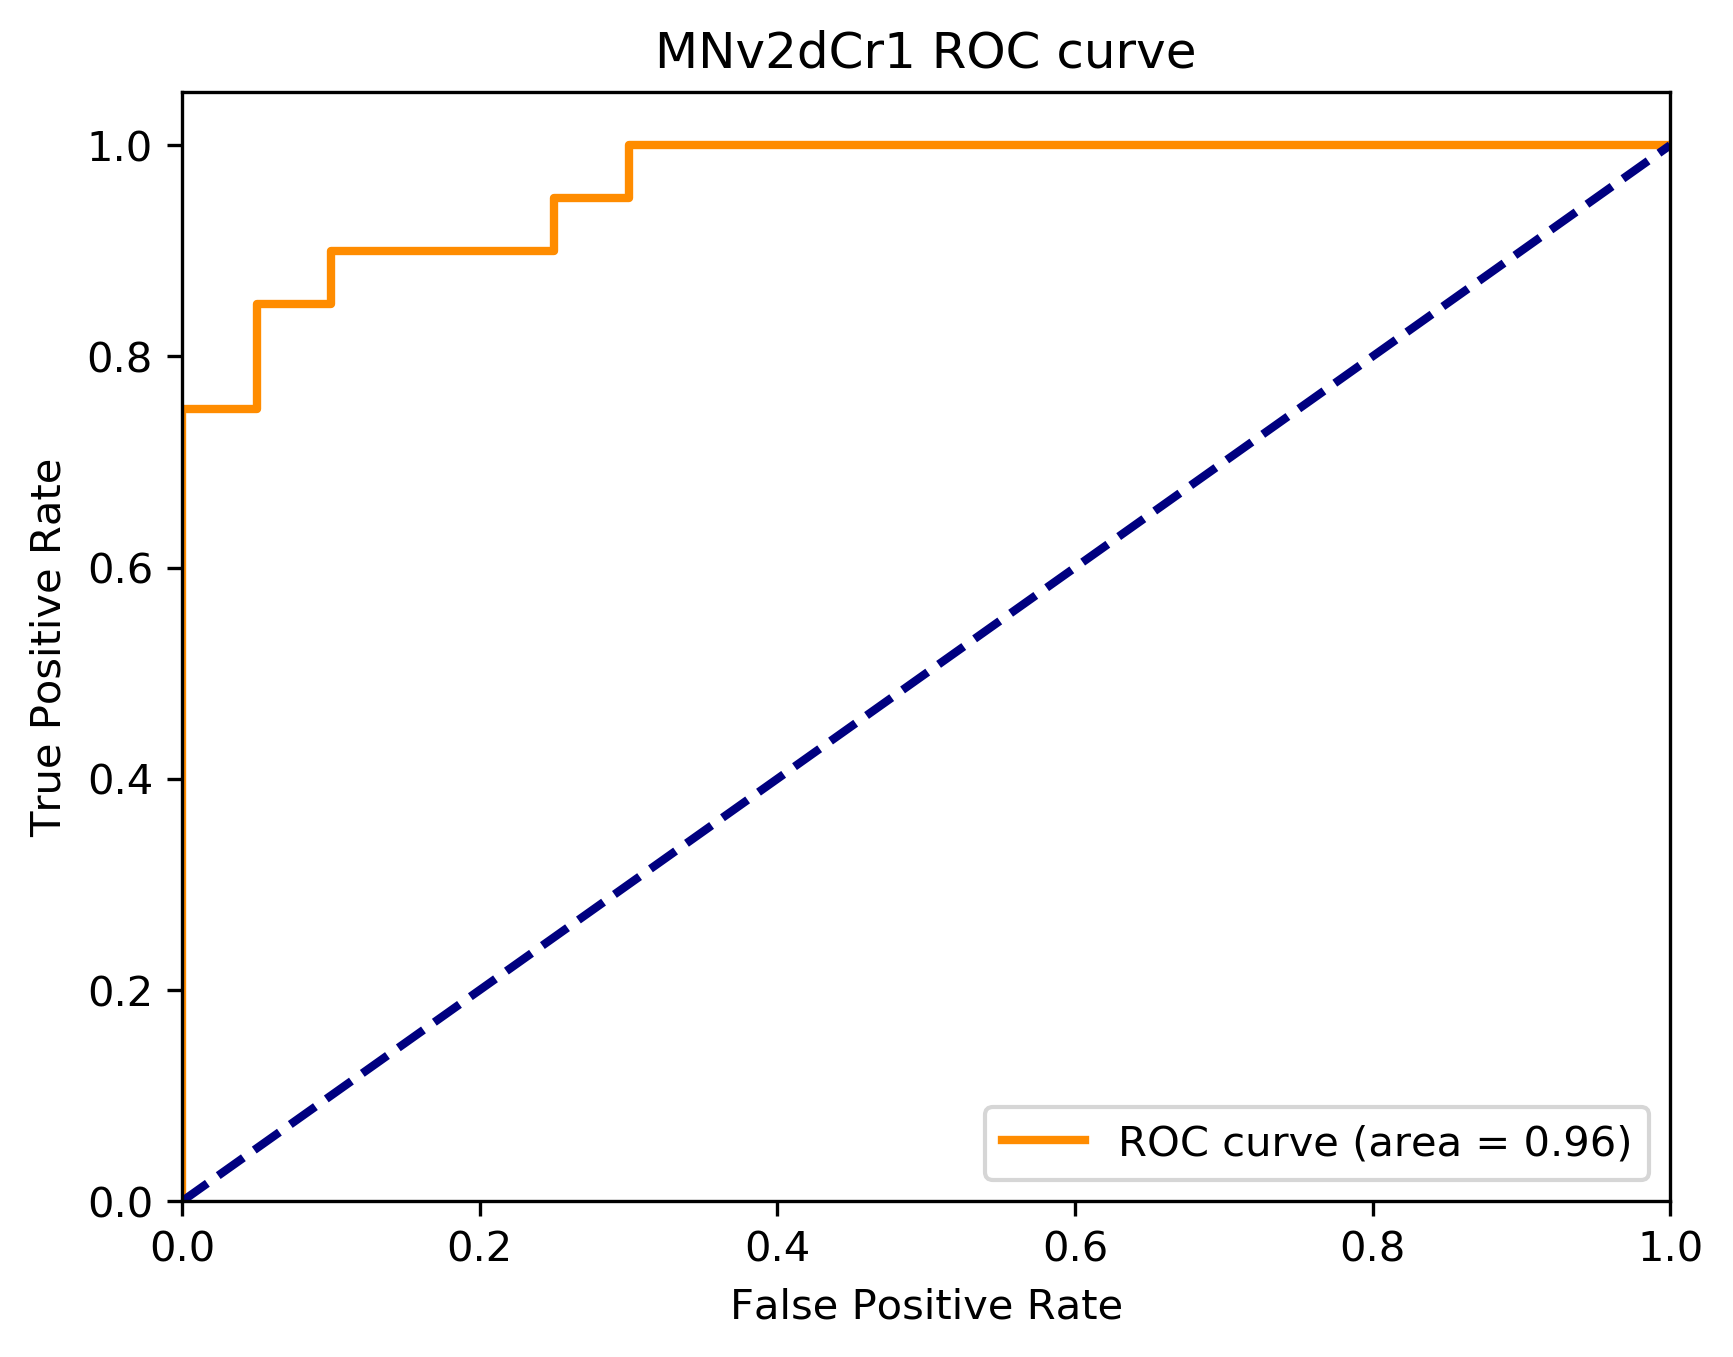 MNv2dCr1 ROC curve
1.0
0.8
0.6
0.4
0.2
0.0
True Positive Rate
ROC curve (area = 0.96)
0.0 0.2 0.4 0.6 0.8 1.0
False Positive Rate